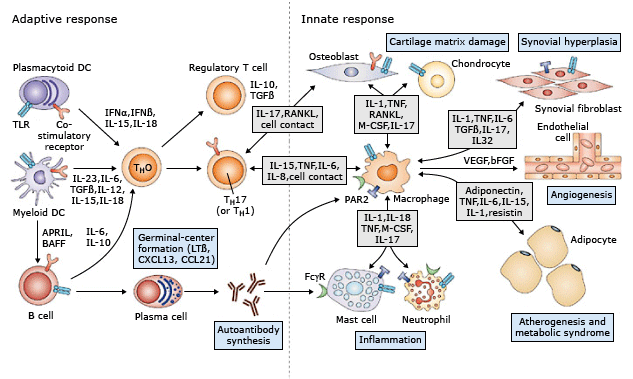 Adaptive response
Innate response
Plasmacytoid DC
TLR
Co-
stimulatory
receptor
IFNα,IFNß,
IL-15,IL-18
Regulatory T cell
IL-10,
TGFß
THO
IL-23,IL-6,
TGFß,IL-12,
IL-15,IL-18
Myeloid DC
TH17
(or TH1)
APRIL,
BAFF
IL-6,
IL-10
B cell
Germinal-center
formation (LTß,
CXCL13, CCL21)
Plasma cell
Autoantibody
synthesis
IL-17,RANKL,
cell contact
IL-15,TNF,IL-6,
IL-8,cell contact
Osteoblast
Cartilage matrix damage
Chondrocyte
IL-1,TNF,
RANKL,
M-CSF,IL-17
Synovial hyperplasia
Synovial fibroblast
IL-1,TNF,IL-6
TGFß,IL-17,
IL32
Endothelial
cell
VEGF,bFGF
Angiogenesis
PAR2
Macrophage
Adiponectin,
TNF,IL-6,IL-15,
IL-1,resistin
Adipocyte
Atherogenesis and
metabolic syndrome
IL-1,IL-18
TNF,M-CSF,
IL-17
FcγR
Mast cell
Neutrophil
Inflammation